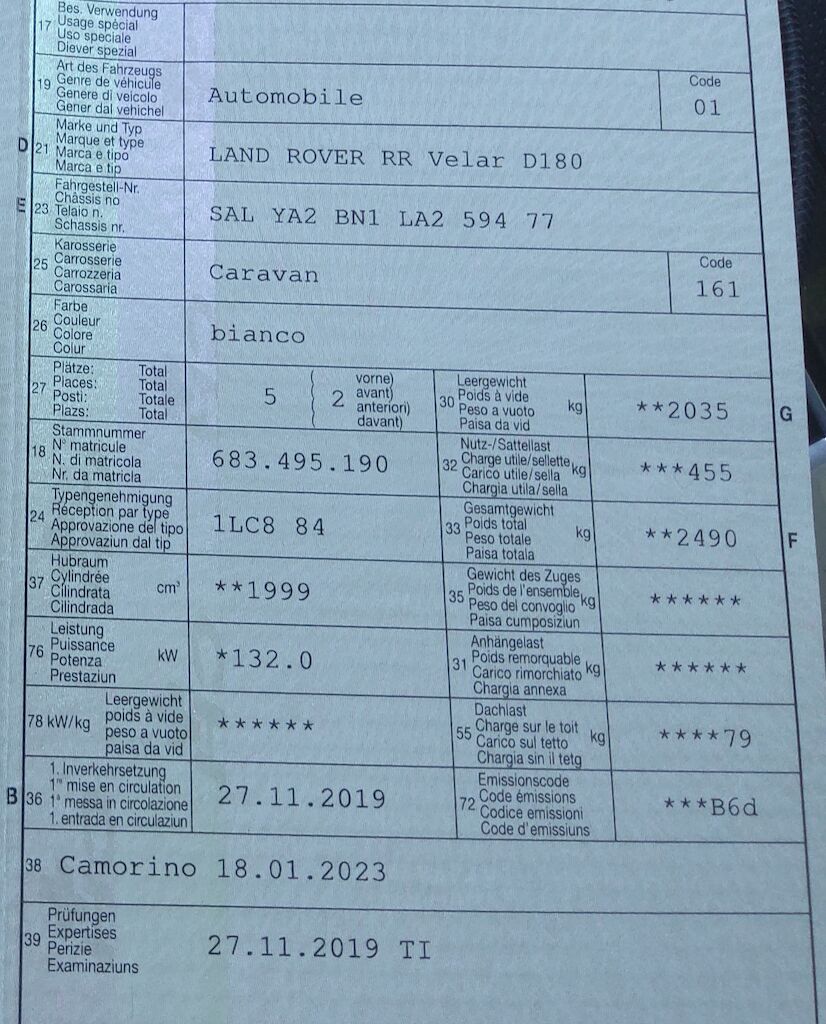 17 Bes. Verwendung
Usage spécial
Uso speciale
Diever spezial
19 Art des Fahrzeugs
Genre de véhicule
Genere di veicolo
Gener dal vehichel
Automobile
Code
01
D 21 Marke und Typ
Marque et type
Marca e tipo
Marca e tip
LAND ROVER RR Velar D180
E 23 Fahrgestell-Nr.
Châssis no
Telaio n.
Schassis nr.
SAL YA2 BN1 LA2 594 77
25 Karosserie
Carrosserie
Carrozzeria
Carossaria
Caravan
Code
161
26 Farbe
Couleur
Colore
Colur
bianco
27 Plätze: Total
Places: Total
Posti: Totale
Plazs: Total
5 ( 2 vorne)
avant)
anteriori)
davant)
30 Leergewicht
Poids à vide
Peso a vuoto
Paisa da vid
kg
**2035
G
18 Stammnummer
N° matricule
N. di matricola
Nr. da matricla
683.495.190
32 Nutz-/Sattellast
Charge utile/sellette
Carico utile/sella
Chargia utila/sella
kg
***455
24 Typengenehmigung
Réception par type
Approvazione del tipo
Approvaziun dal tip
1LC8 84
33 Gesamtgewicht
Poids total
Peso totale
Paisa totala
kg
**2490
F
37 Hubraum
Cylindrée
Cilindrata
Cilindrada
cm³
**1999
35 Gewicht des Zuges
Poids de l'ensemble
Peso del convoglio
Paisa cumposiziun
kg
******
76 Leistung
Puissance
Potenza
Prestaziun
kW
*132.0
31 Anhängelast
Poids remorquable
Carico rimorchiato
Chargia annexa
kg
******
78 kW/kg
Leergewicht
poids à vide
peso a vuoto
paisa da vid
******
55 Dachlast
Charge sur le toit
Carico sul tetto
Chargia sin il tetg
kg
****79
B 36 1. Inverkehrsetzung
1re mise en circulation
1a messa in circolazione
1. entrada en circulaziun
27.11.2019
72 Emissionscode
Code émissions
Codice emissioni
Code d'emissiuns
***B6d
38 Camorino 18.01.2023
39 Prüfungen
Expertises
Perizie
Examinaziuns
27.11.2019 TI